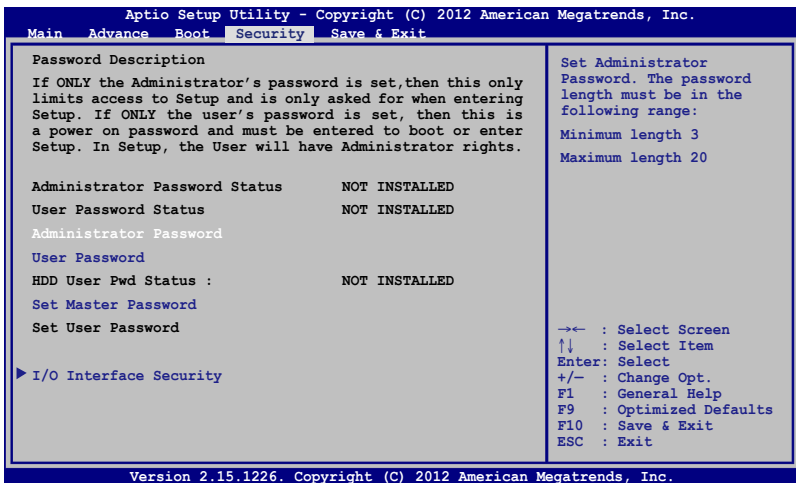 Aptio Setup Utility - Copyright (C) 2012 American Megatrends, Inc.
Main Advance Boot Security Save & Exit
Password Description
If ONLY the Administrator's password is set,then this only
limits access to Setup and is only asked for when entering
Setup. If ONLY the user's password is set, then this is
a power on password and must be entered to boot or enter
Setup. In Setup, the User will have Administrator rights.
Administrator Password Status NOT INSTALLED
User Password Status NOT INSTALLED
Administrator Password
User Password
HDD User Pwd Status : NOT INSTALLED
Set Master Password
Set User Password
I/O Interface Security
Set Administrator
Password. The password
length must be in the
following range:
Minimum length 3
Maximum length 20
→← : Select Screen
↑↓ : Select Item
Enter: Select
+/— : Change Opt.
F1 : General Help
F9 : Optimized Defaults
F10 : Save & Exit
ESC : Exit
Version 2.15.1226. Copyright (C) 2012 American Megatrends, Inc.